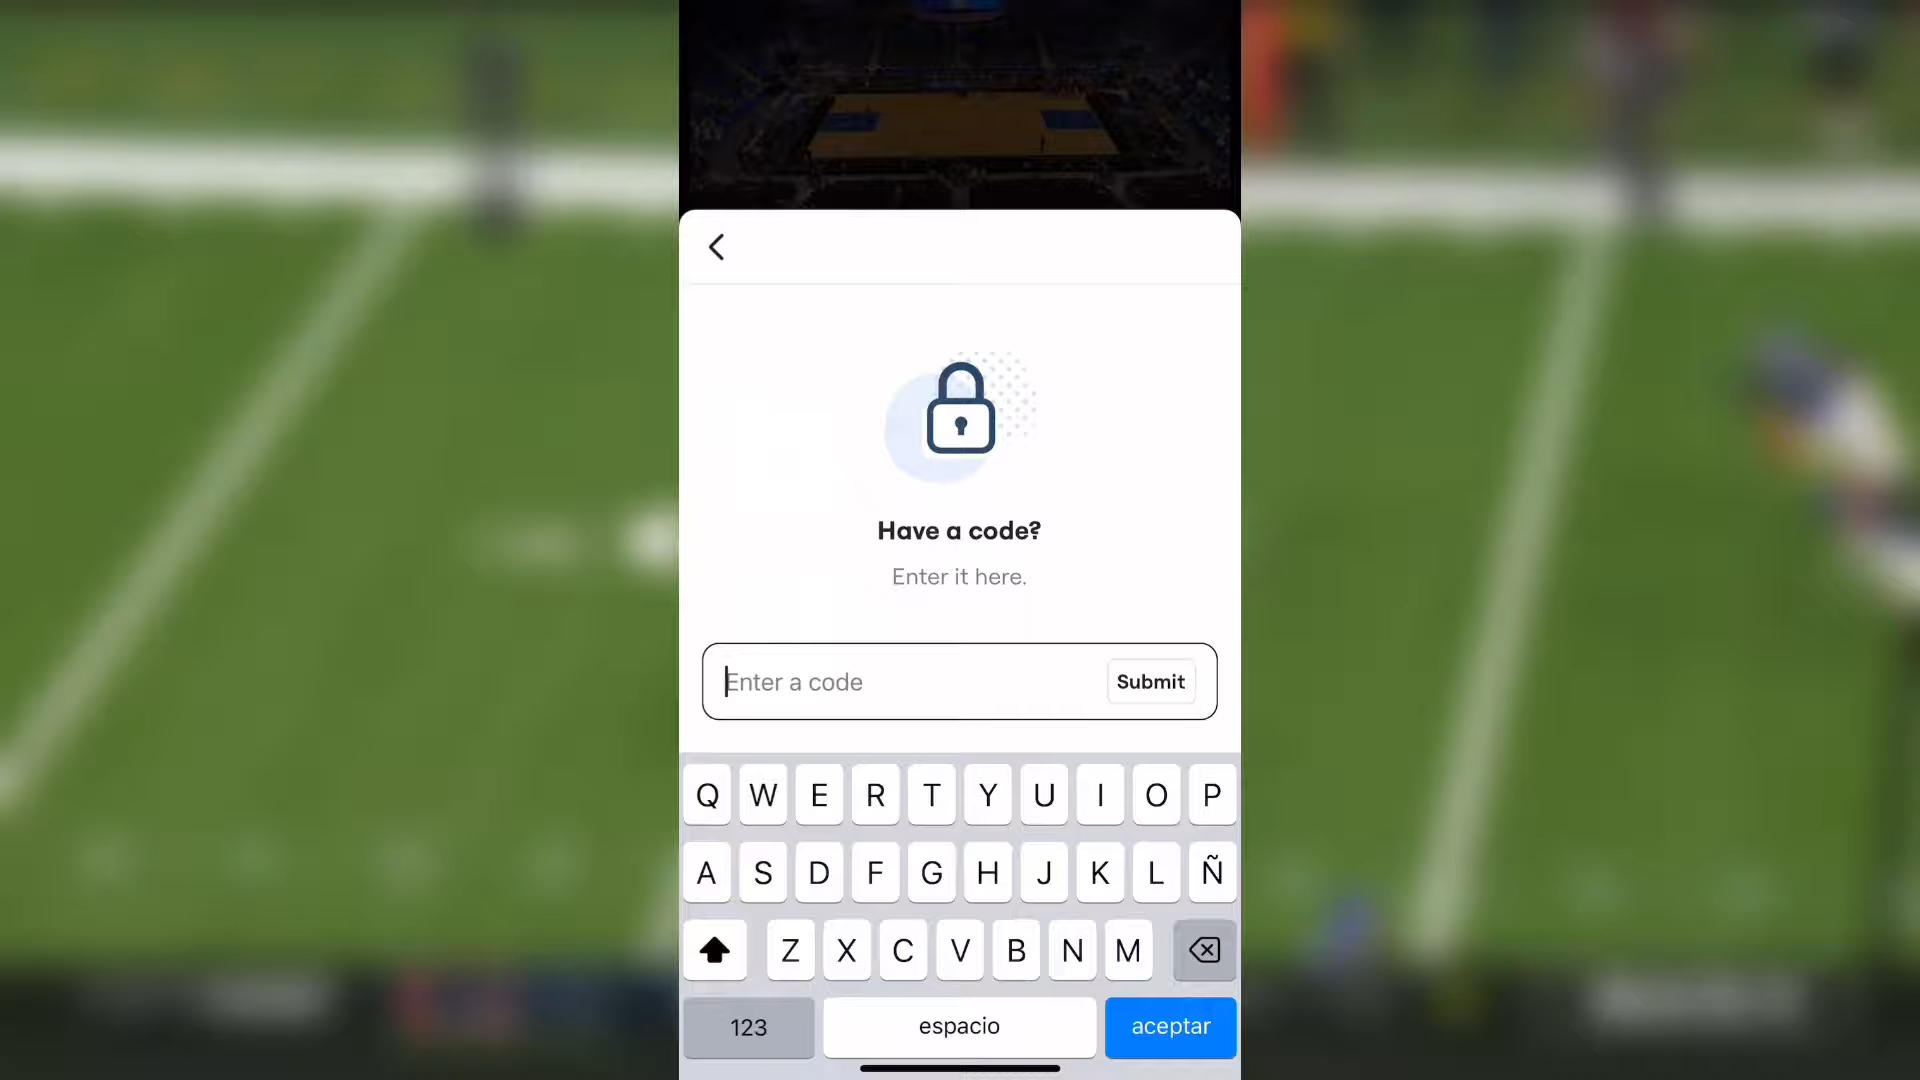 Have a code?
Enter it here.
Enter a code
Submit
Q W E R T Y U I O P
A S D F G H J K L Ñ
Z X C V B N M
123 espacio aceptar